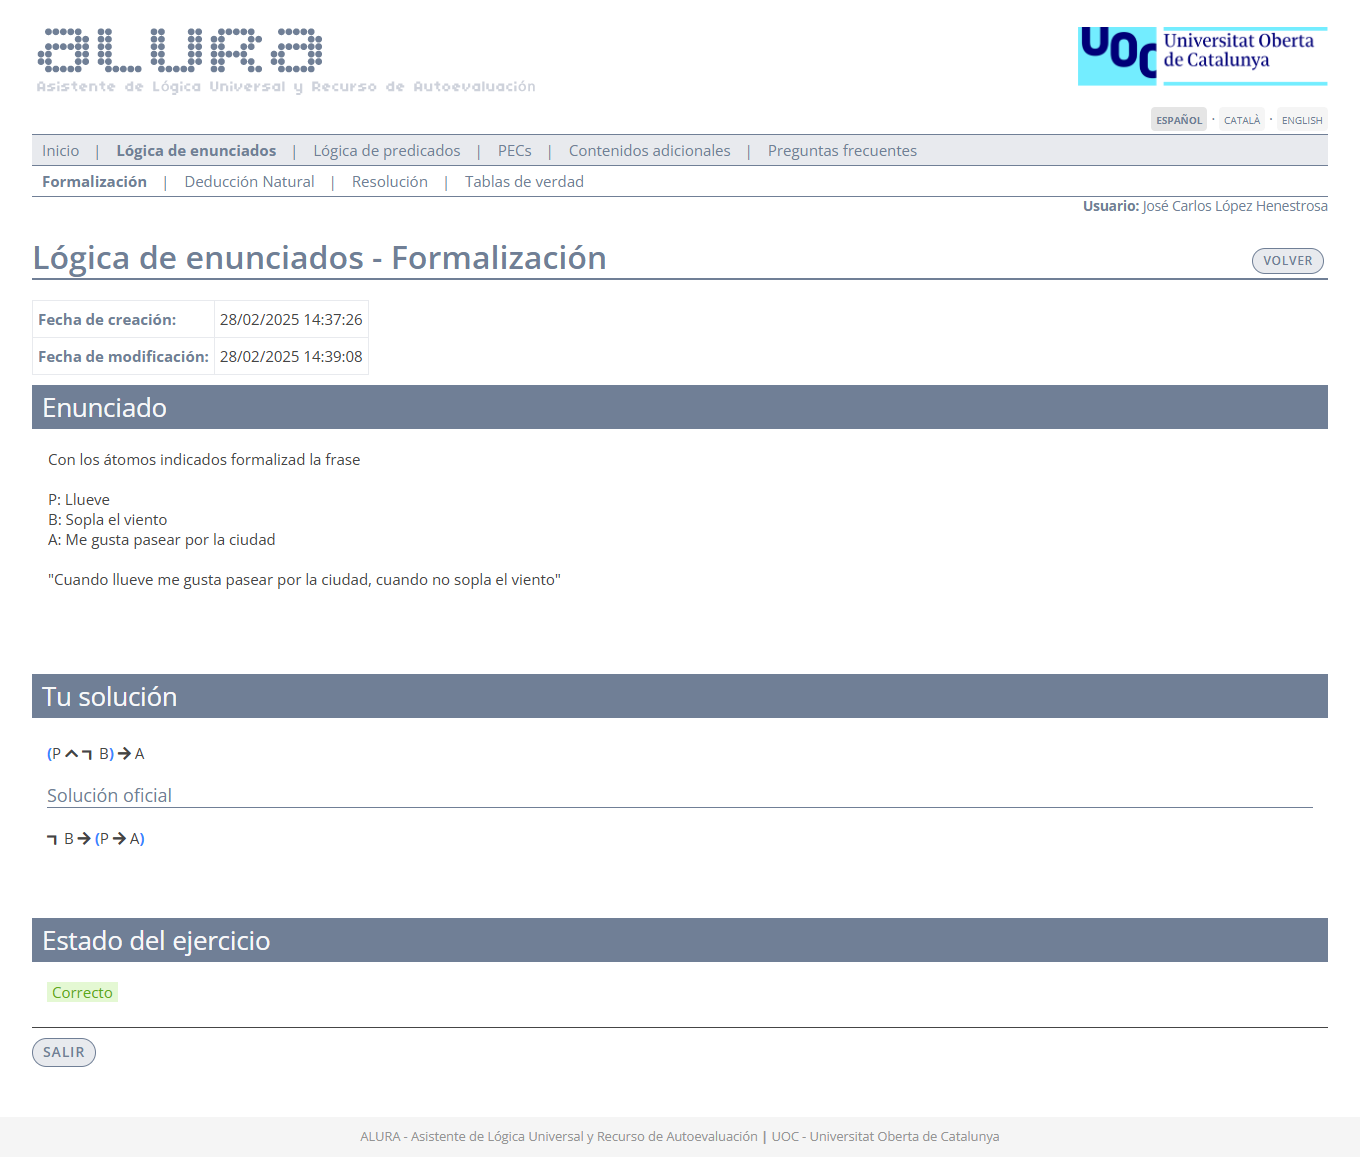 ALURA
Asistente de Lógica Universal y Recurso de Autoevaluación
UOC Universitat Oberta de Catalunya
ESPAÑOL · CATALÀ · ENGLISH
Inicio | Lógica de enunciados | Lógica de predicados | PECs | Contenidos adicionales | Preguntas frecuentes
Formalización | Deducción Natural | Resolución | Tablas de verdad
Usuario: José Carlos López Henestrosa
Lógica de enunciados - Formalización
VOLVER
Fecha de creación: 28/02/2025 14:37:26
Fecha de modificación: 28/02/2025 14:39:08
Enunciado
Con los átomos indicados formalizad la frase
P: Llueve
B: Sopla el viento
A: Me gusta pasear por la ciudad
"Cuando llueve me gusta pasear por la ciudad, cuando no sopla el viento"
Tu solución
(P ∧ ¬ B) → A
Solución oficial
¬ B → (P → A)
Estado del ejercicio
Correcto
SALIR
ALURA - Asistente de Lógica Universal y Recurso de Autoevaluación | UOC - Universitat Oberta de Catalunya